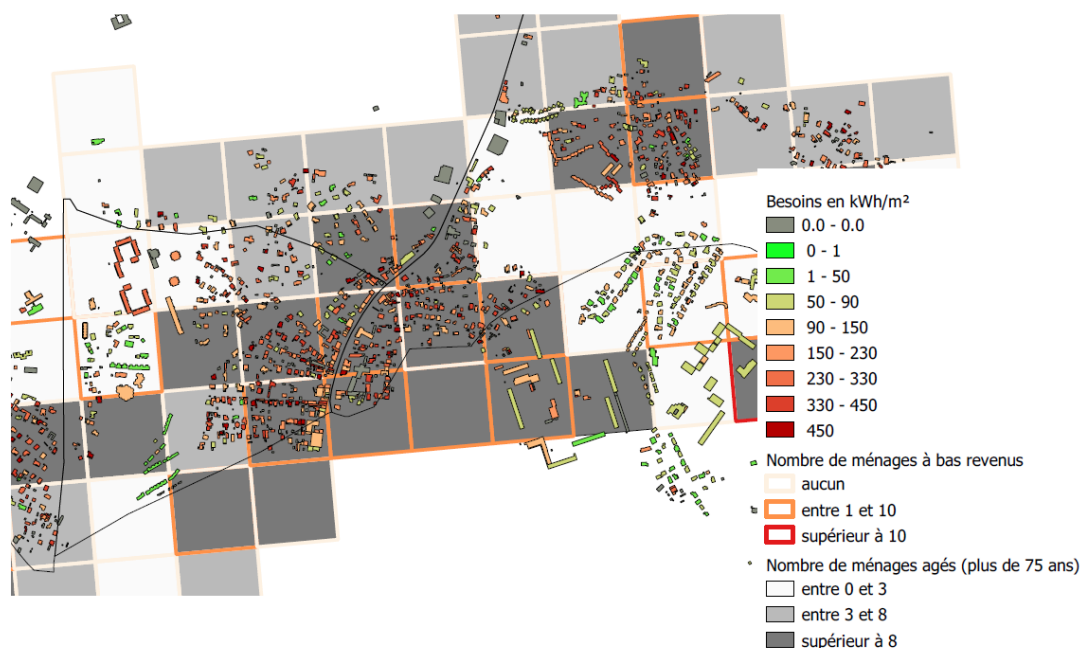 Besoins en kWh/m²
0.0 - 0.0
0 - 1
1 - 50
50 - 90
90 - 150
150 - 230
230 - 330
330 - 450
450
Nombre de ménages à bas revenus
aucun
entre 1 et 10
supérieur à 10
Nombre de ménages agés (plus de 75 ans)
entre 0 et 3
entre 3 et 8
supérieur à 8